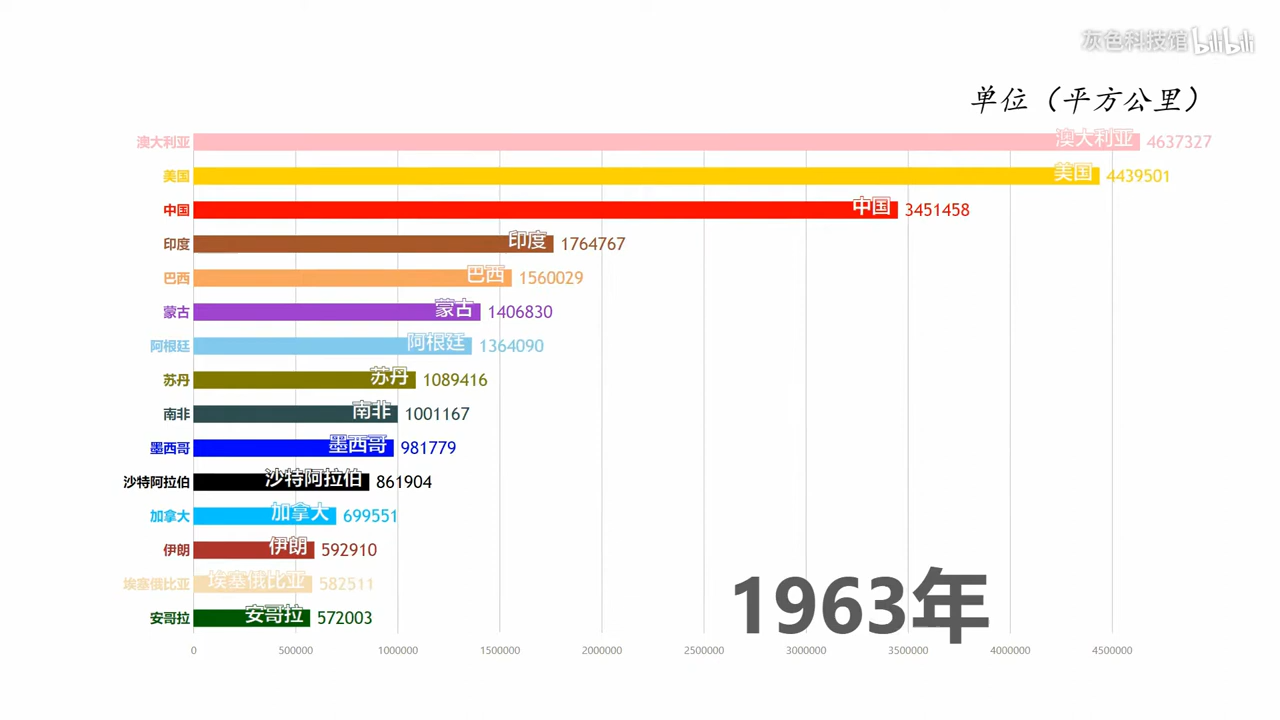 灰色科技馆 bilibili
单位（平方公里）
澳大利亚 澳大利亚 4637327
美国 美国 4439501
中国 中国 3451458
印度 印度 1764767
巴西 巴西 1560029
蒙古 蒙古 1406830
阿根廷 阿根廷 1364090
苏丹 苏丹 1089416
南非 南非 1001167
墨西哥 墨西哥 981779
沙特阿拉伯 沙特阿拉伯 861904
加拿大 加拿大 699551
伊朗 伊朗 592910
埃塞俄比亚 埃塞俄比亚 582511
安哥拉 安哥拉 572003
1963年
0 500000 1000000 1500000 2000000 2500000 3000000 3500000 4000000 4500000